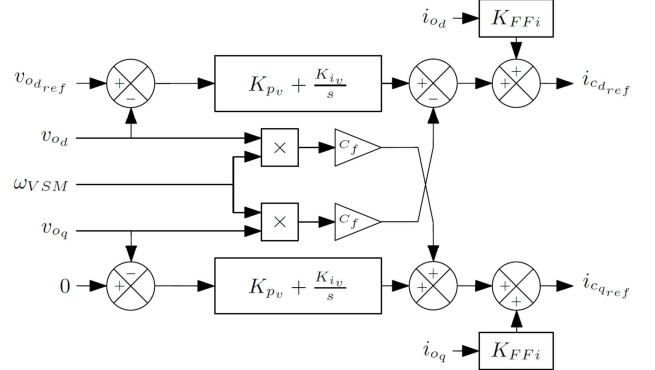 i_{o_d} K_{FFi}
v_{o_{d_{ref}}} + − K_{p_v} + \frac{K_{i_v}}{s} + − + + i_{c_{d_{ref}}}
v_{o_d} × C_f
ω_{VSM}
v_{o_q} × C_f
0 + − K_{p_v} + \frac{K_{i_v}}{s} + + + + i_{c_{q_{ref}}}
i_{o_q} K_{FFi}